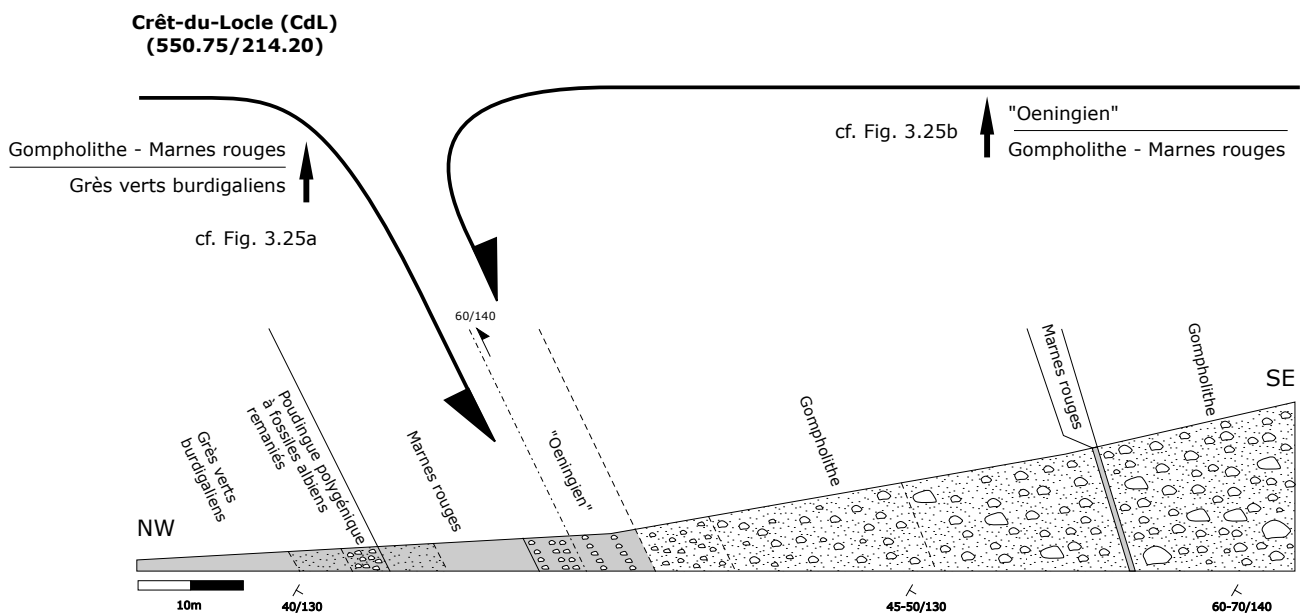 Crêt-du-Locle (CdL)
(550.75/214.20)
Gompholithe - Marnes rouges
Grès verts burdigaliens
cf. Fig. 3.25a
cf. Fig. 3.25b
"Oeningien"
Gompholithe - Marnes rouges
60/140
NW
Grès verts
burdigaliens
Poudingue polygénique
à fossiles albiens
remaniés
Marnes rouges
"Oeningien"
Gompholithe
Marnes rouges
Gompholithe
SE
10m
40/130
45-50/130
60-70/140